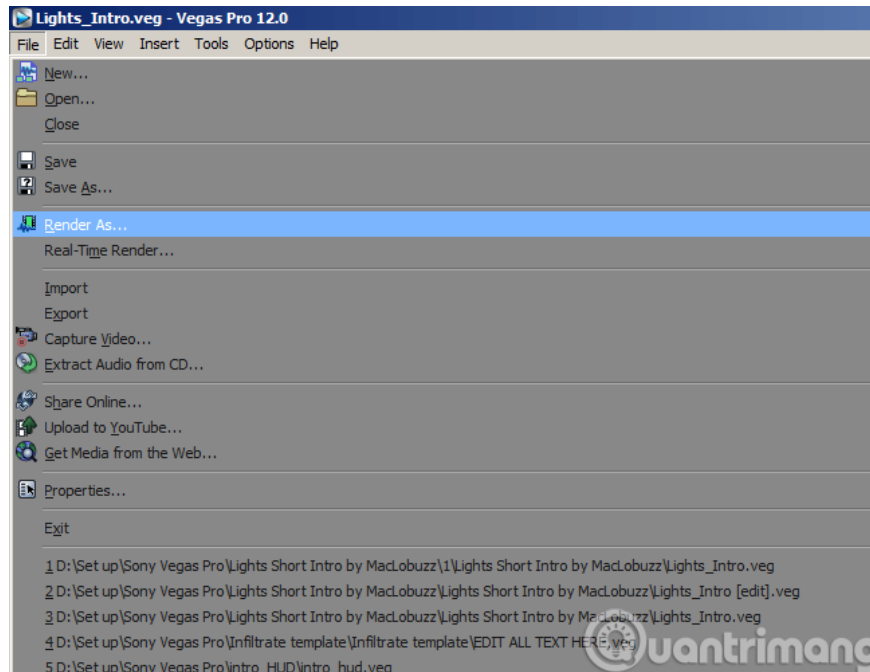 Lights_Intro.veg - Vegas Pro 12.0
File Edit View Insert Tools Options Help
New...
Open...
Close
Save
Save As...
Render As...
Real-Time Render...
Import
Export
Capture Video...
Extract Audio from CD...
Share Online...
Upload to YouTube...
Get Media from the Web...
Properties...
Exit
1 D:\Set up\Sony Vegas Pro\Lights Short Intro by MacLobuzz\1\Lights Short Intro by MacLobuzz\Lights_Intro.veg
2 D:\Set up\Sony Vegas Pro\Lights Short Intro by MacLobuzz\Lights Short Intro by MacLobuzz\Lights_Intro [edit].veg
3 D:\Set up\Sony Vegas Pro\Lights Short Intro by MacLobuzz\Lights Short Intro by MacLobuzz\Lights_Intro.veg
4 D:\Set up\Sony Vegas Pro\Infiltrate template\Infiltrate template\EDIT ALL TEXT HERE.veg
uantrimang
5 D:\Set up\Sony Vegas Pro\intro_HUD\intro_hud.veg